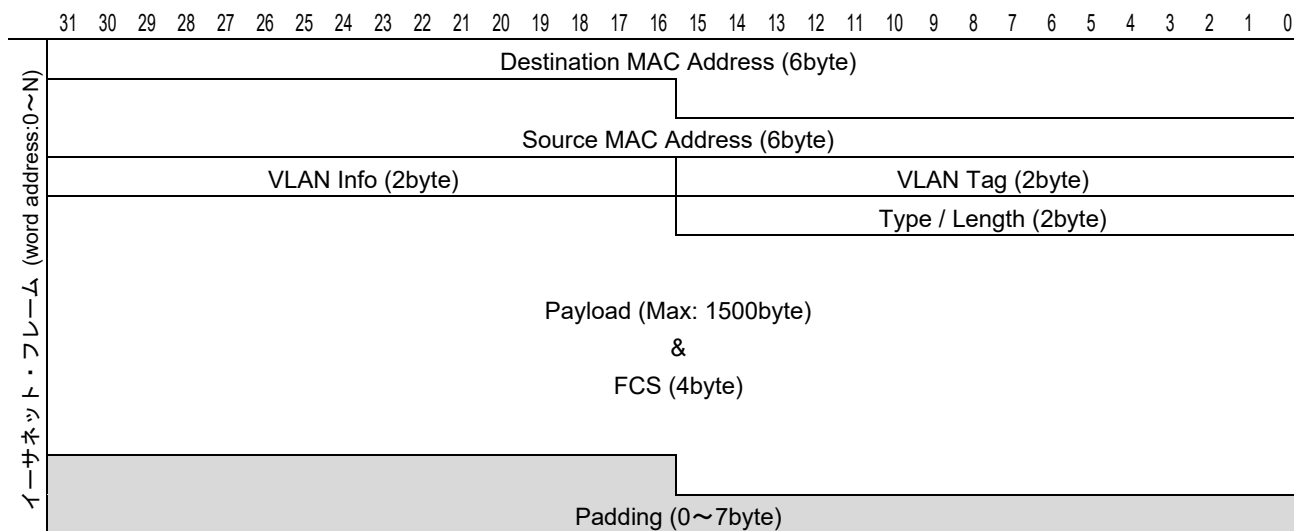 31 30 29 28 27 26 25 24 23 22 21 20 19 18 17 16 15 14 13 12 11 10 9 8 7 6 5 4 3 2 1 0
イーサネット・フレーム (word address:0～N)
Destination MAC Address (6byte)
Source MAC Address (6byte)
VLAN Info (2byte) VLAN Tag (2byte)
Type / Length (2byte)
Payload (Max: 1500byte)
&
FCS (4byte)
Padding (0～7byte)